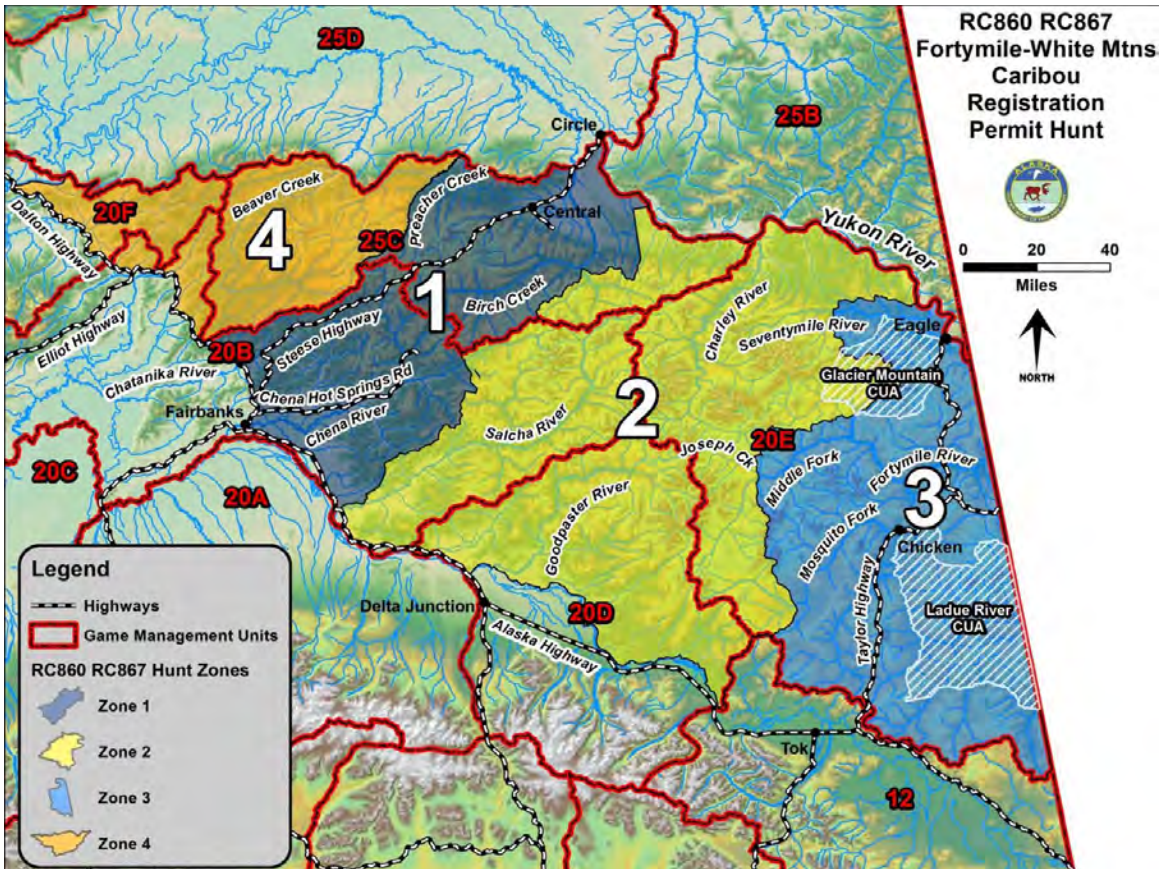 RC860 RC867
Fortymile-White Mtns
Caribou
Registration
Permit Hunt
ALASKA
0 20 40
Miles
NORTH
25D
25B
Circle
Beaver Creek
Preacher Creek
Central
20F
Dalton Highway
4
25C
Yukon River
1
Birch Creek
Charley River
Seventymile River
Eagle
Elliot Highway
20B
Steese Highway
Chatanika River
Chena Hot Springs Rd
Glacier Mountain
CUA
Fairbanks
Chena River
2
Salcha River
20E
Joseph Ck
Middle Fork
Fortymile River
20C
20A
3
Goodpaster River
Mosquito Fork
Chicken
Delta Junction
20D
Alaska Highway
Taylor Highway
Ladue River
CUA
Tok
12
Legend
Highways
Game Management Units
RC860 RC867 Hunt Zones
Zone 1
Zone 2
Zone 3
Zone 4